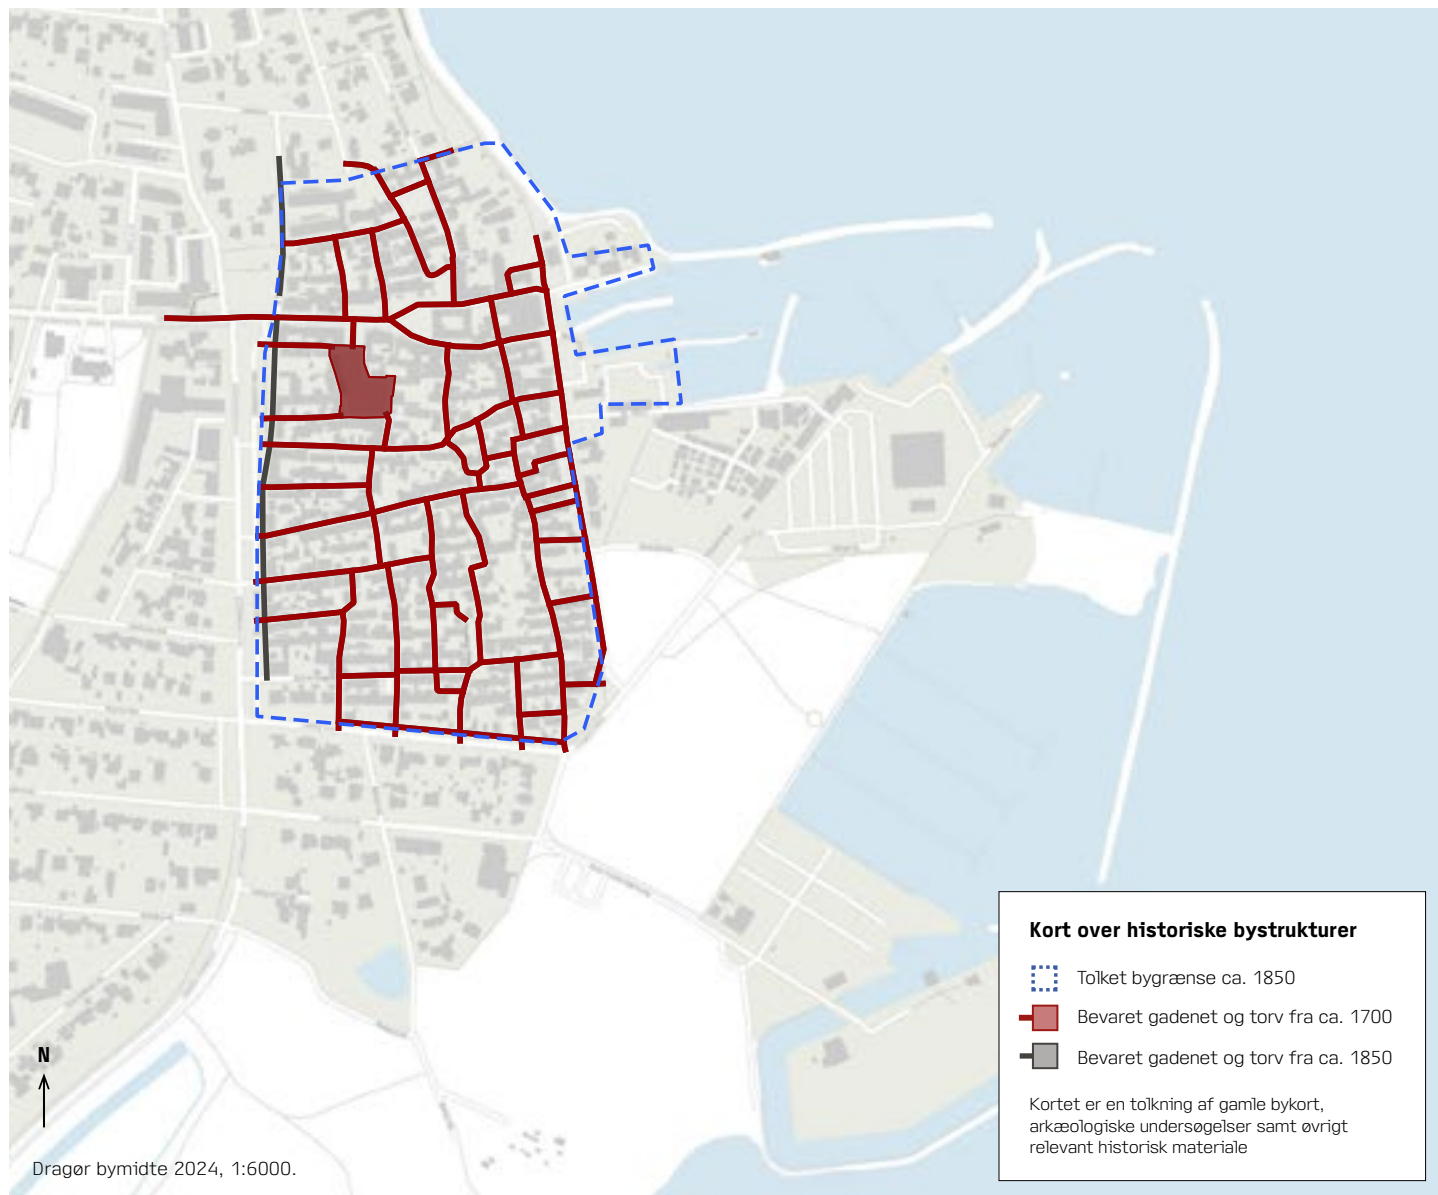 Kort over historiske bystrukturer
Tolket bygrænse ca. 1850
Bevaret gadenet og torv fra ca. 1700
Bevaret gadenet og torv fra ca. 1850
Kortet er en tolkning af gamle bykort,
arkæologiske undersøgelser samt øvrigt
relevant historisk materiale
N
Dragør bymidte 2024, 1:6000.